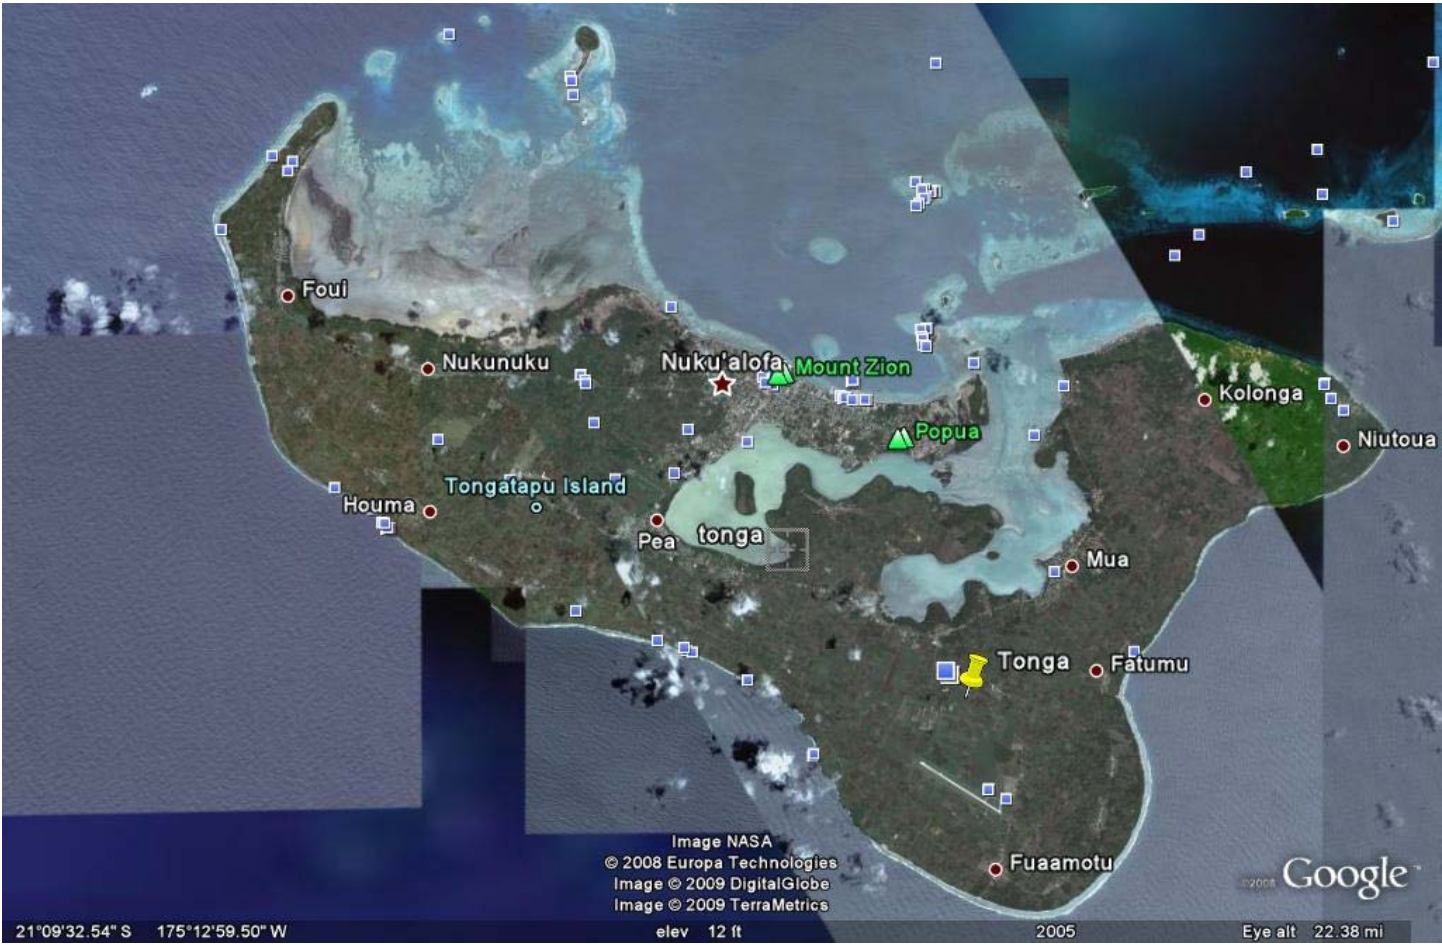 Foui
Nukunuku
Nuku'alofa
Mount Zion
Kolonga
Popua
Niutoua
Tongatapu Island
Houma
Pea
tonga
Mua
Tonga
Fatumu
Fuaamotu
Image NASA
© 2008 Europa Technologies
Image © 2009 DigitalGlobe
Image © 2009 TerraMetrics
©2008 Google™
21°09'32.54" S 175°12'59.50" W elev 12 ft 2005 Eye alt 22.38 mi